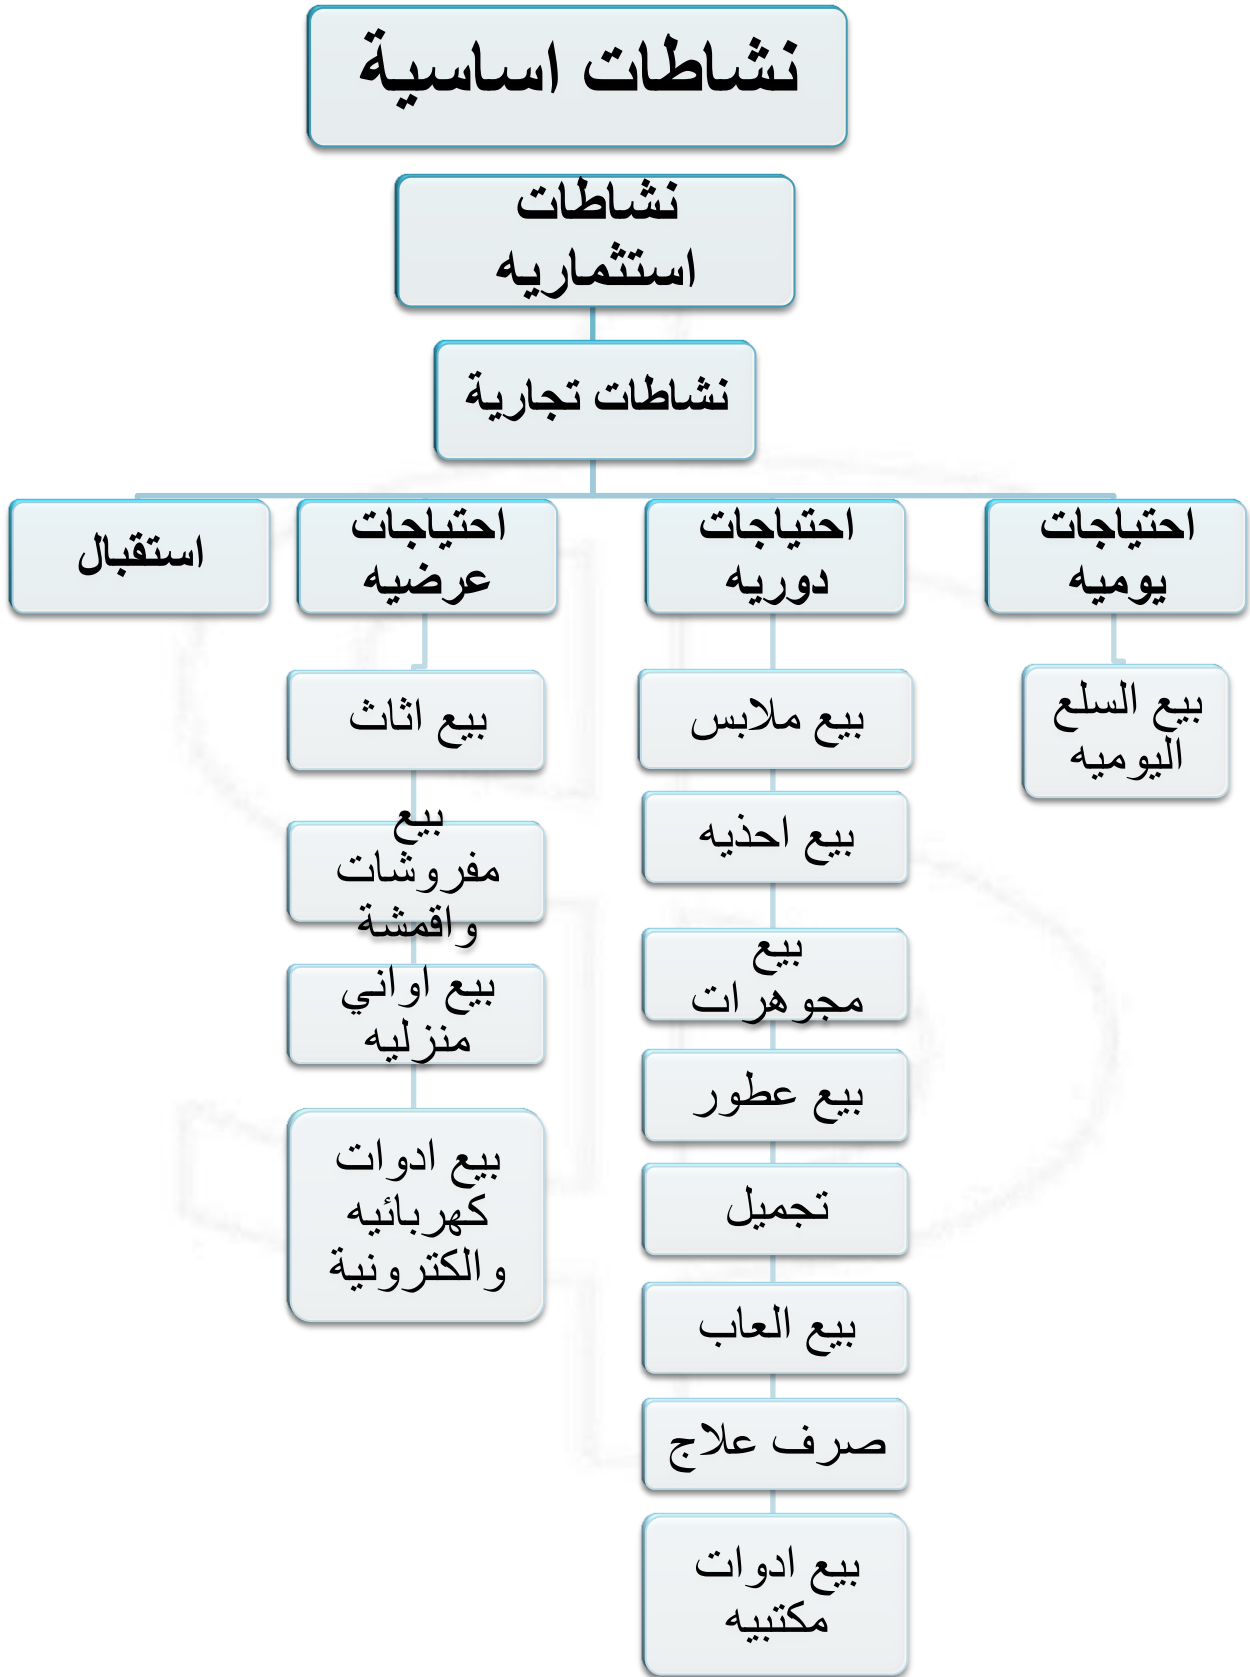 نشاطات اساسية
نشاطات
استثماريه
نشاطات تجارية
احتياجات
يوميه
احتياجات
دوريه
احتياجات
عرضيه
استقبال
بيع السلع
اليوميه
بيع ملابس
بيع احذيه
بيع
مجوهرات
بيع عطور
تجميل
بيع العاب
صرف علاج
بيع ادوات
مكتبيه
بيع اثاث
بيع
مفروشات
واقمشة
بيع اواني
منزليه
بيع ادوات
كهربائيه
والكترونية